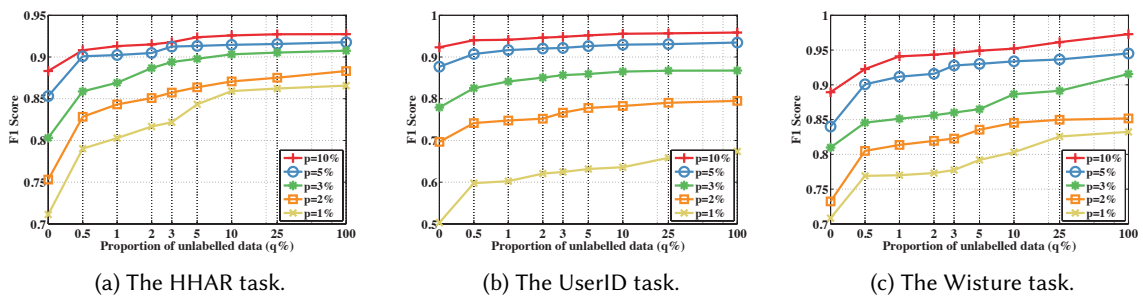 0.95
0.9
0.85
0.8
0.75
0.7
F1 Score
0 0.5 1 2 3 5 10 25 100
Proportion of unlabelled data (q%)
p=10%
p=5%
p=3%
p=2%
p=1%
(a) The HHAR task.
1
0.9
0.8
0.7
0.6
0.5
F1 Score
0 0.5 1 2 3 5 10 25 100
Proportion of unlabelled data (q%)
p=10%
p=5%
p=3%
p=2%
p=1%
(b) The UserID task.
1
0.95
0.9
0.85
0.8
0.75
0.7
F1 Score
0 0.5 1 2 3 5 10 25 100
Proportion of unlabelled data (q%)
p=10%
p=5%
p=3%
p=2%
p=1%
(c) The Wisture task.